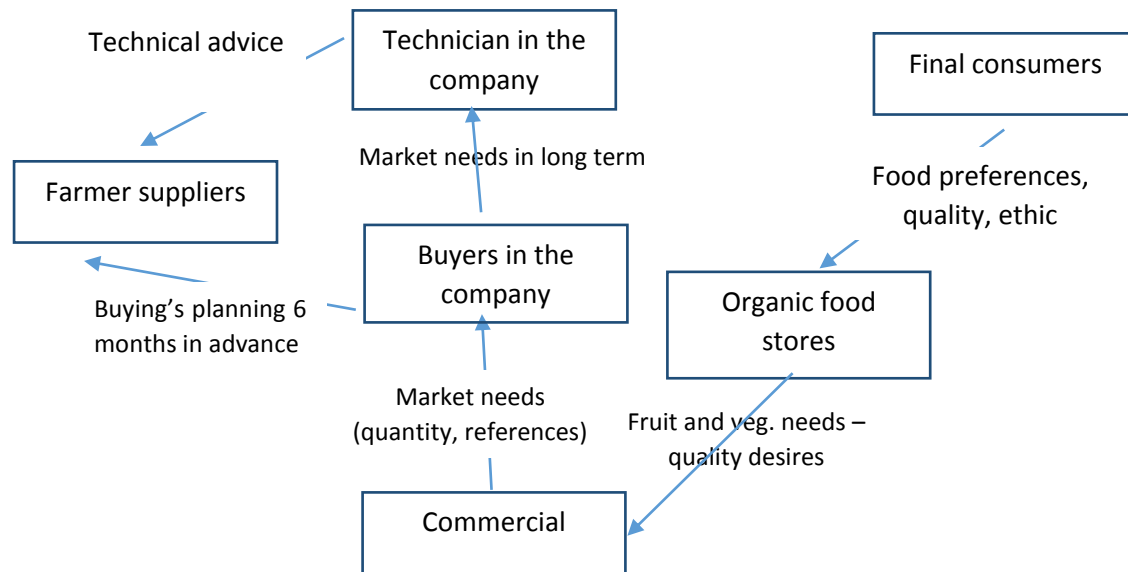 Technical advice
Technician in the
company
Final consumers
Market needs in long term
Farmer suppliers
Food preferences,
quality, ethic
Buyers in the
company
Buying’s planning 6
months in advance
Organic food
stores
Market needs
(quantity, references)
Fruit and veg. needs –
quality desires
Commercial